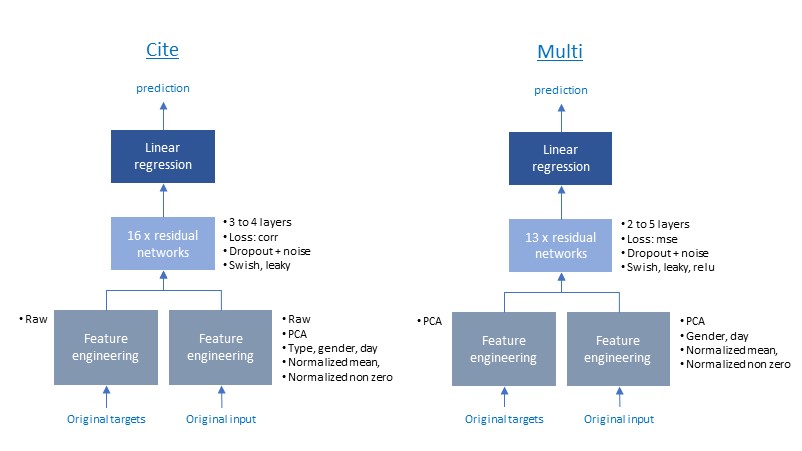 Cite
prediction
Linear
regression
16 x residual
networks
• 3 to 4 layers
• Loss: corr
• Dropout + noise
• Swish, leaky
• Raw
Feature
engineering
Feature
engineering
• Raw
• PCA
• Type, gender, day
• Normalized mean,
• Normalized non zero
Original targets
Original input
Multi
prediction
Linear
regression
13 x residual
networks
• 2 to 5 layers
• Loss: mse
• Dropout + noise
• Swish, leaky, relu
• PCA
Feature
engineering
Feature
engineering
• PCA
• Gender, day
• Normalized mean,
• Normalized non zero
Original targets
Original input